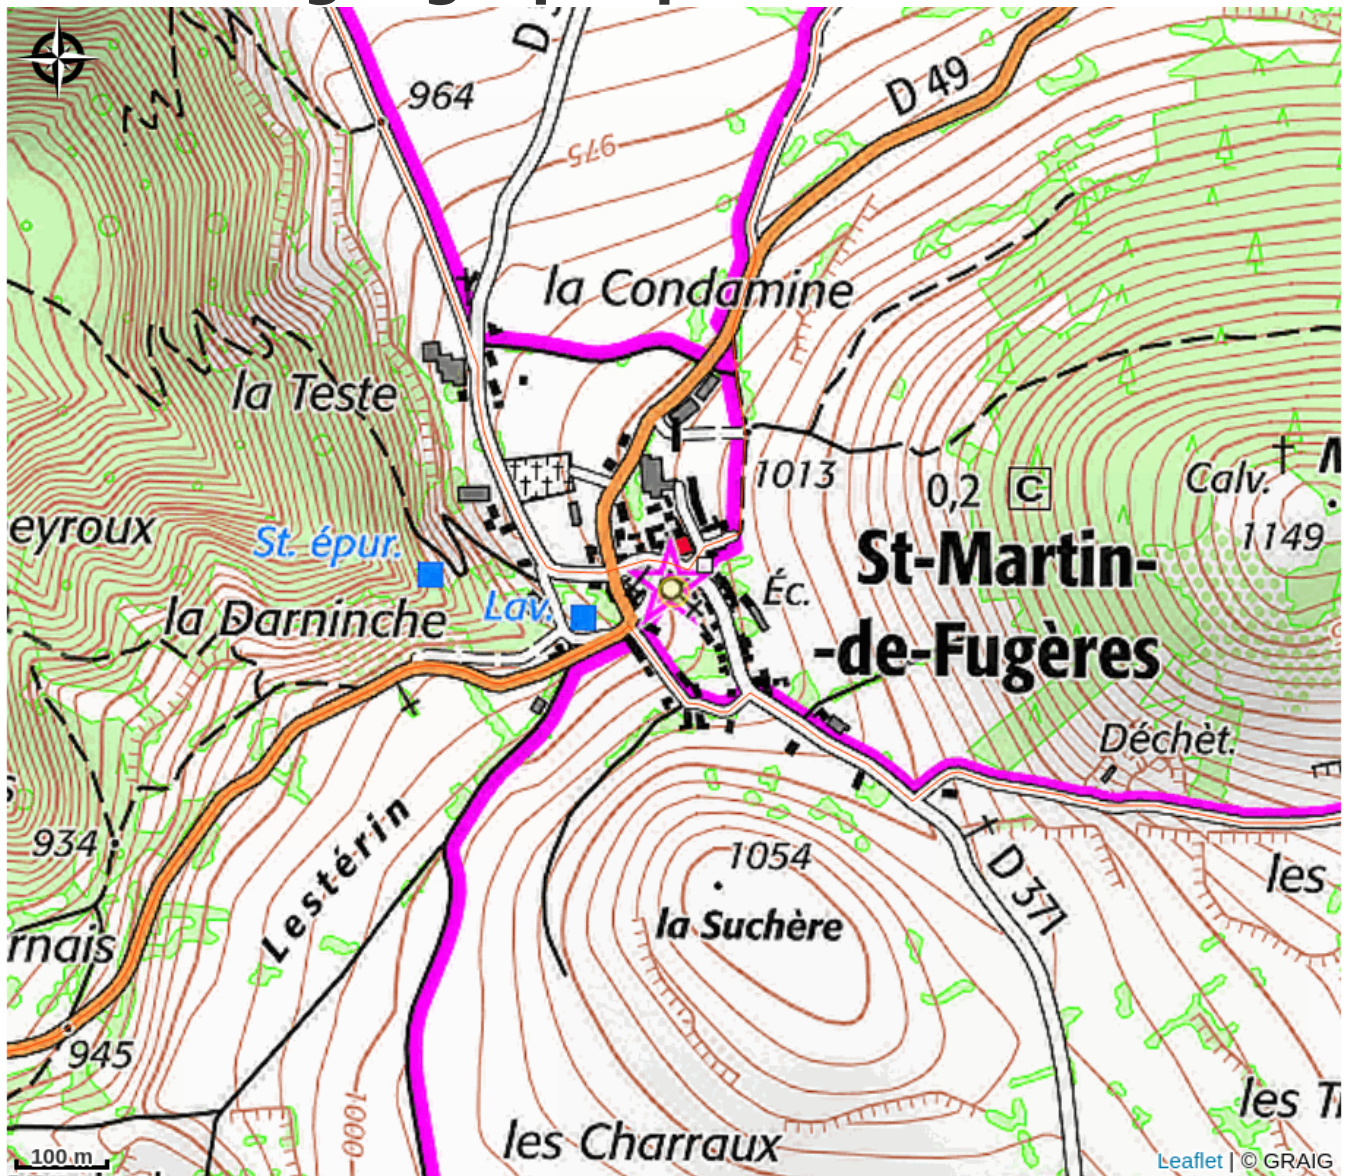 964
D 49
975
la Condamine
la Teste
1013
0,2 C
Calv.
1149
eyroux
St. épur.
St-Martin-
-de-Fugères
Lav.
Éc.
la Darninche
Déchèt.
934
Lestérin
1054
la Suchère
D 371
les
rnais
945
1000
les Charraux
les T
100 m
Leaflet | © GRAIG